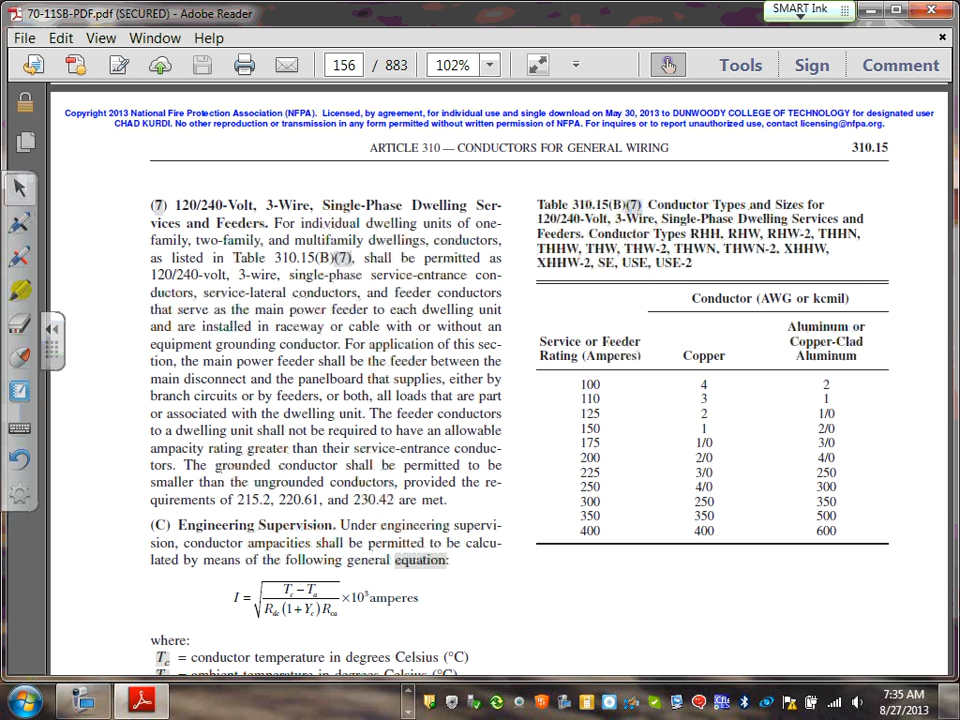 70-11SB-PDF.pdf (SECURED) - Adobe Reader
SMART Ink
File Edit View Window Help
156 / 883 102% Tools Sign Comment
Copyright 2013 National Fire Protection Association (NFPA). Licensed, by agreement, for individual use and single download on May 30, 2013 to DUNWOODY COLLEGE OF TECHNOLOGY for designated user
CHAD KURDI. No other reproduction or transmission in any form permitted without written permission of NFPA. For inquires or to report unauthorized use, contact licensing@nfpa.org.
ARTICLE 310 — CONDUCTORS FOR GENERAL WIRING 310.15
(7) 120/240-Volt, 3-Wire, Single-Phase Dwelling Ser-
vices and Feeders. For individual dwelling units of one-
family, two-family, and multifamily dwellings, conductors,
as listed in Table 310.15(B)(7), shall be permitted as
120/240-volt, 3-wire, single-phase service-entrance con-
ductors, service-lateral conductors, and feeder conductors
that serve as the main power feeder to each dwelling unit
and are installed in raceway or cable with or without an
equipment grounding conductor. For application of this sec-
tion, the main power feeder shall be the feeder between the
main disconnect and the panelboard that supplies, either by
branch circuits or by feeders, or both, all loads that are part
or associated with the dwelling unit. The feeder conductors
to a dwelling unit shall not be required to have an allowable
ampacity rating greater than their service-entrance conduc-
tors. The grounded conductor shall be permitted to be
smaller than the ungrounded conductors, provided the re-
quirements of 215.2, 220.61, and 230.42 are met.
(C) Engineering Supervision. Under engineering supervi-
sion, conductor ampacities shall be permitted to be calcu-
lated by means of the following general equation:
I = √(Tc − Ta / Rdc (1 + Yc) Rca) × 10³ amperes
where:
Tc = conductor temperature in degrees Celsius (°C)
= ambient temperature in degrees Celsius (°C)
Table 310.15(B)(7) Conductor Types and Sizes for
120/240-Volt, 3-Wire, Single-Phase Dwelling Services and
Feeders. Conductor Types RHH, RHW, RHW-2, THHN,
THHW, THW, THW-2, THWN, THWN-2, XHHW,
XHHW-2, SE, USE, USE-2
Conductor (AWG or kcmil)
Service or Feeder Rating (Amperes) Copper Aluminum or Copper-Clad Aluminum
100 4 2
110 3 1
125 2 1/0
150 1 2/0
175 1/0 3/0
200 2/0 4/0
225 3/0 250
250 4/0 300
300 250 350
350 350 500
400 400 600
7:35 AM
8/27/2013